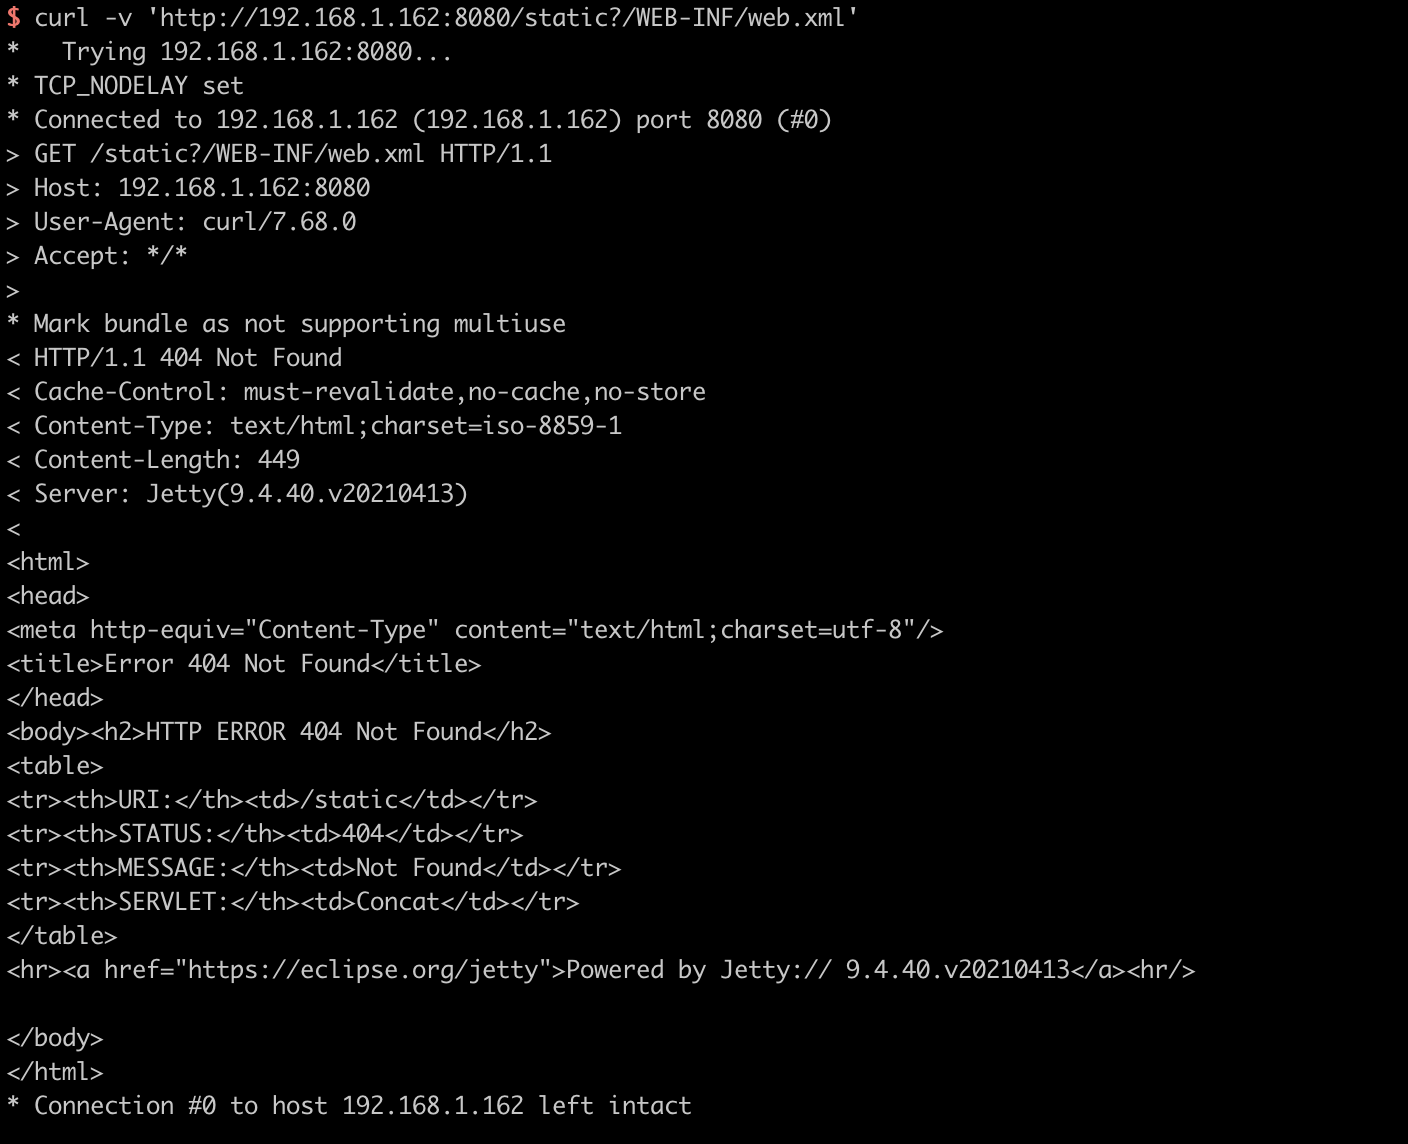 $ curl -v 'http://192.168.1.162:8080/static?/WEB-INF/web.xml'
*   Trying 192.168.1.162:8080...
* TCP_NODELAY set
* Connected to 192.168.1.162 (192.168.1.162) port 8080 (#0)
> GET /static?/WEB-INF/web.xml HTTP/1.1
> Host: 192.168.1.162:8080
> User-Agent: curl/7.68.0
> Accept: */*
>
* Mark bundle as not supporting multiuse
< HTTP/1.1 404 Not Found
< Cache-Control: must-revalidate,no-cache,no-store
< Content-Type: text/html;charset=iso-8859-1
< Content-Length: 449
< Server: Jetty(9.4.40.v20210413)
<
<html>
<head>
<meta http-equiv="Content-Type" content="text/html;charset=utf-8"/>
<title>Error 404 Not Found</title>
</head>
<body><h2>HTTP ERROR 404 Not Found</h2>
<table>
<tr><th>URI:</th><td>/static</td></tr>
<tr><th>STATUS:</th><td>404</td></tr>
<tr><th>MESSAGE:</th><td>Not Found</td></tr>
<tr><th>SERVLET:</th><td>Concat</td></tr>
</table>
<hr><a href="https://eclipse.org/jetty">Powered by Jetty:// 9.4.40.v20210413</a><hr/>

</body>
</html>
* Connection #0 to host 192.168.1.162 left intact